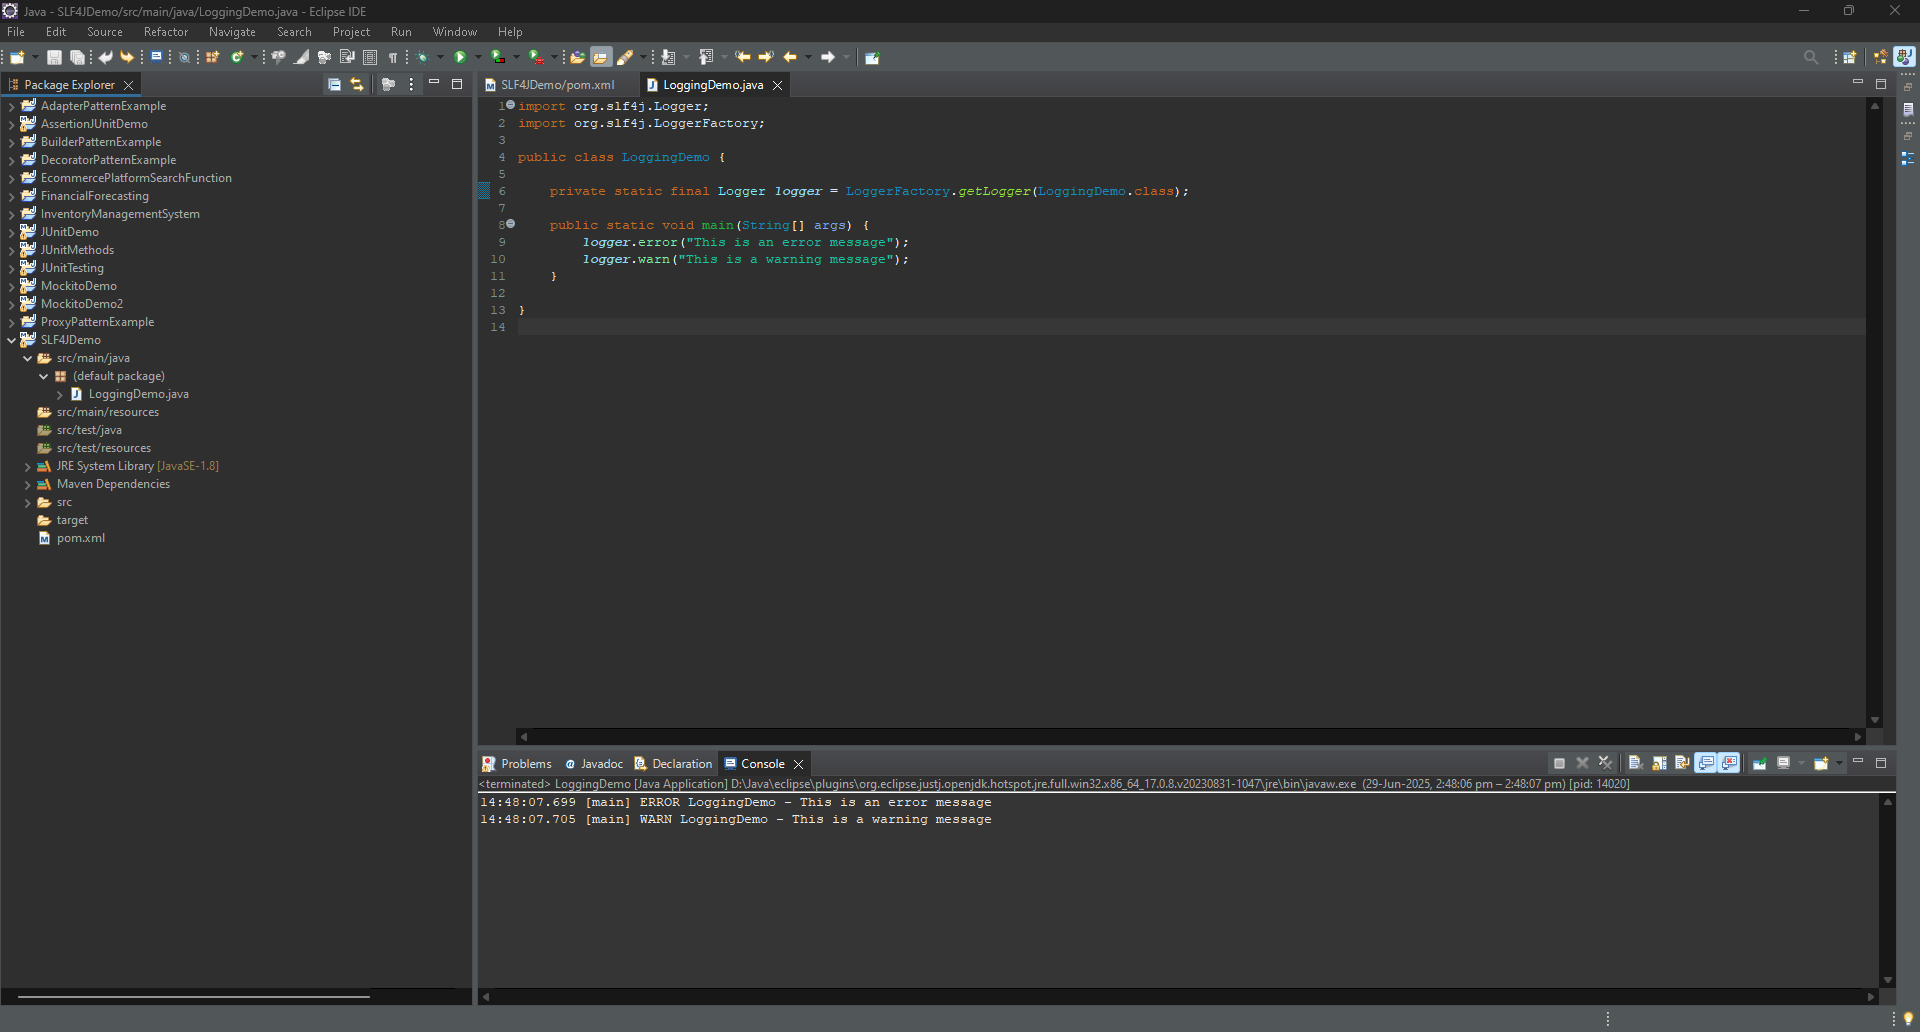 Java - SLF4JDemo/src/main/java/LoggingDemo.java - Eclipse IDE
File Edit Source Refactor Navigate Search Project Run Window Help
Package Explorer
AdapterPatternExample
AssertionJUnitDemo
BuilderPatternExample
DecoratorPatternExample
EcommercePlatformSearchFunction
FinancialForecasting
InventoryManagementSystem
JUnitDemo
JUnitMethods
JUnitTesting
MockitoDemo
MockitoDemo2
ProxyPatternExample
SLF4JDemo
src/main/java
(default package)
LoggingDemo.java
src/main/resources
src/test/java
src/test/resources
JRE System Library [JavaSE-1.8]
Maven Dependencies
src
target
pom.xml
SLF4JDemo/pom.xml LoggingDemo.java
1 import org.slf4j.Logger;
2 import org.slf4j.LoggerFactory;
3
4 public class LoggingDemo {
5
6 private static final Logger logger = LoggerFactory.getLogger(LoggingDemo.class);
7
8 public static void main(String[] args) {
9 logger.error("This is an error message");
10 logger.warn("This is a warning message");
11 }
12
13 }
14
Problems Javadoc Declaration Console
<terminated> LoggingDemo [Java Application] D:\Java\eclipse\plugins\org.eclipse.justj.openjdk.hotspot.jre.full.win32.x86_64_17.0.8.v20230831-1047\jre\bin\javaw.exe (29-Jun-2025, 2:48:06 pm – 2:48:07 pm) [pid: 14020]
14:48:07.699 [main] ERROR LoggingDemo - This is an error message
14:48:07.705 [main] WARN LoggingDemo - This is a warning message